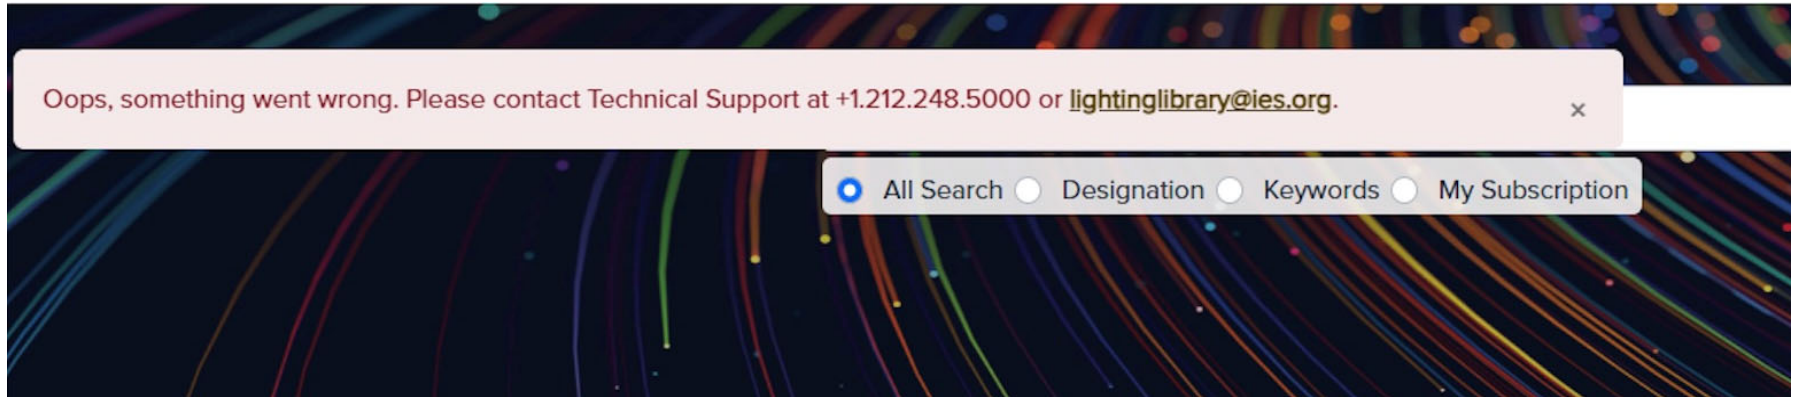 Oops, something went wrong. Please contact Technical Support at +1.212.248.5000 or lightinglibrary@ies.org.
×
All Search Designation Keywords My Subscription